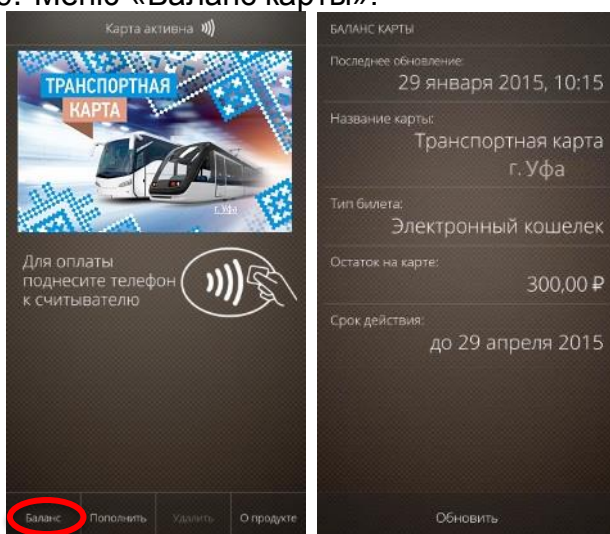 Меню «Баланс карты».
Карта активна
ТРАНСПОРТНАЯ
КАРТА
г. Уфа
Для оплаты
поднесите телефон
к считывателю
Баланс
Пополнить
Удалить
О продукте
БАЛАНС КАРТЫ
Последнее обновление:
29 января 2015, 10:15
Название карты:
Транспортная карта
г. Уфа
Тип билета:
Электронный кошелек
Остаток на карте:
300,00 ₽
Срок действия:
до 29 апреля 2015
Обновить